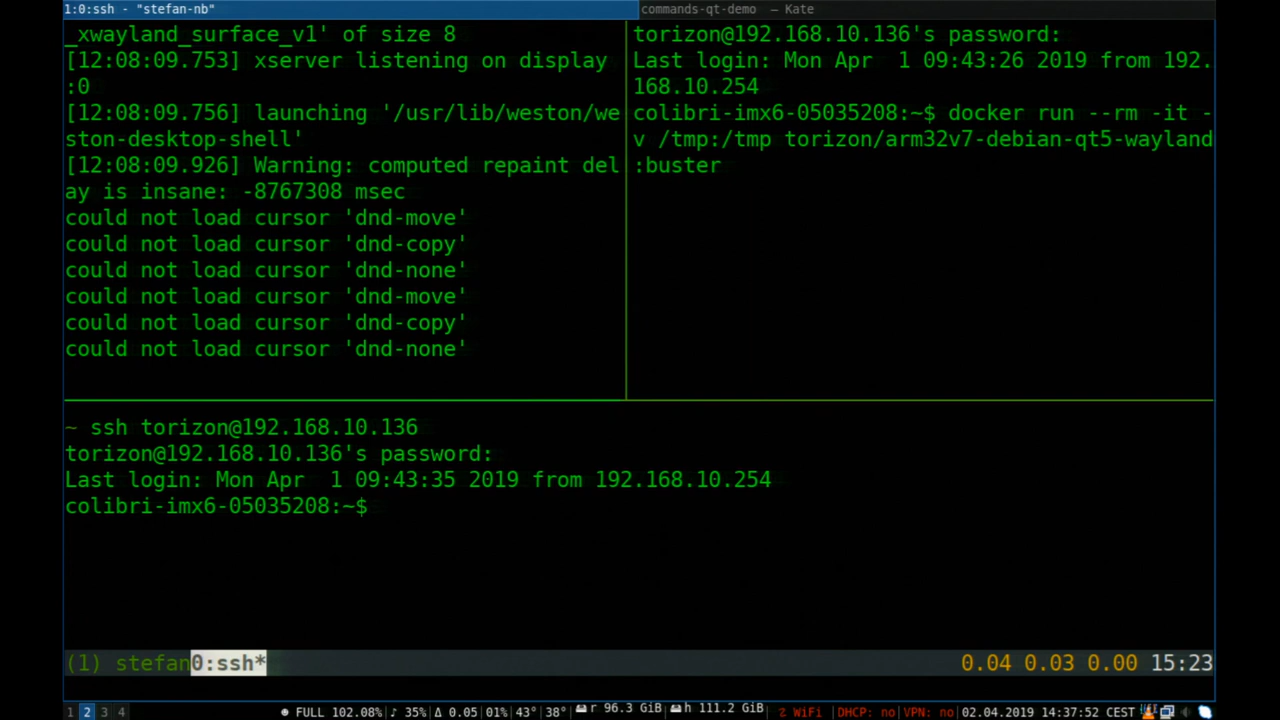 1:0:ssh - "stefan-nb"
commands-qt-demo — Kate
_xwayland_surface_v1' of size 8
[12:08:09.753] xserver listening on display
:0
[12:08:09.756] launching '/usr/lib/weston/we
ston-desktop-shell'
[12:08:09.926] Warning: computed repaint del
ay is insane: -8767308 msec
could not load cursor 'dnd-move'
could not load cursor 'dnd-copy'
could not load cursor 'dnd-none'
could not load cursor 'dnd-move'
could not load cursor 'dnd-copy'
could not load cursor 'dnd-none'
torizon@192.168.10.136's password:
Last login: Mon Apr  1 09:43:26 2019 from 192.
168.10.254
colibri-imx6-05035208:~$ docker run --rm -it -
v /tmp:/tmp torizon/arm32v7-debian-qt5-wayland
:buster
~ ssh torizon@192.168.10.136
torizon@192.168.10.136's password:
Last login: Mon Apr  1 09:43:35 2019 from 192.168.10.254
colibri-imx6-05035208:~$
(1) stefan0:ssh* 0.04 0.03 0.00 15:23
1 2 3 4 FULL 102.08% ♪ 35% Δ 0.05 01% 43° 38° r 96.3 GiB h 111.2 GiB WiFi DHCP: no VPN: no 02.04.2019 14:37:52 CEST